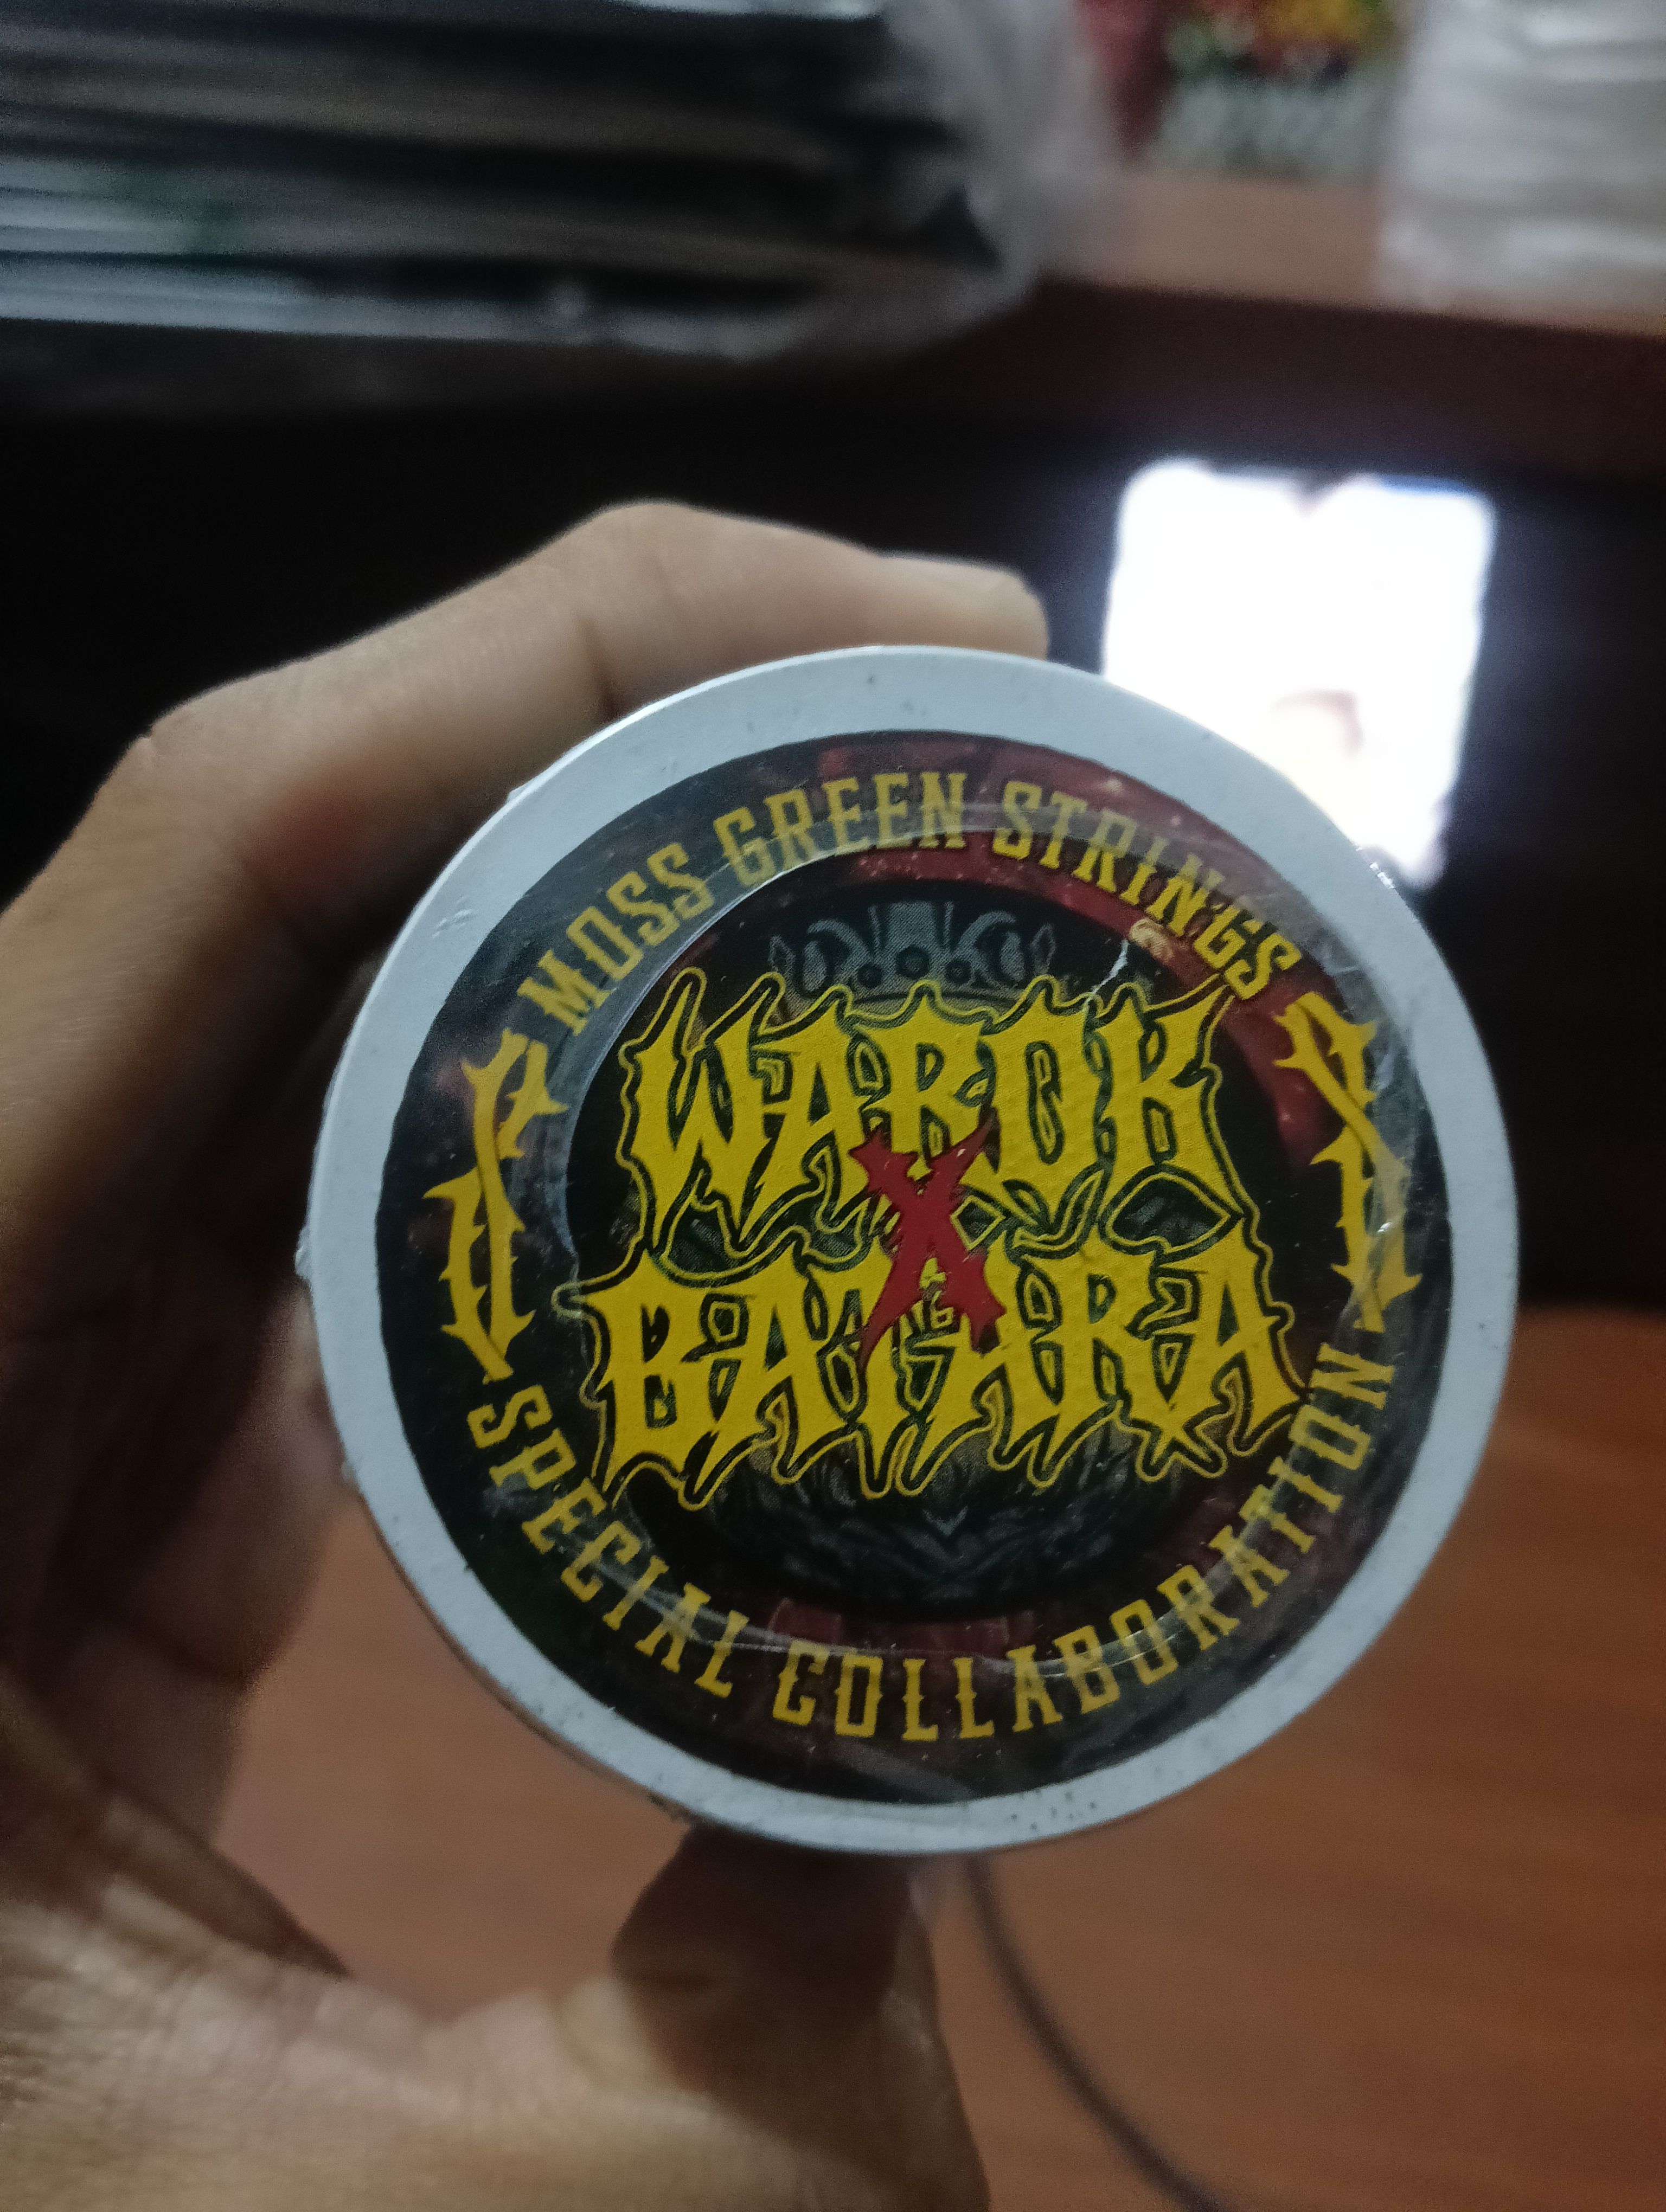 MOSS GREEN STRINGS
WAROK
X
BATARA
SPECIAL COLLABORATION